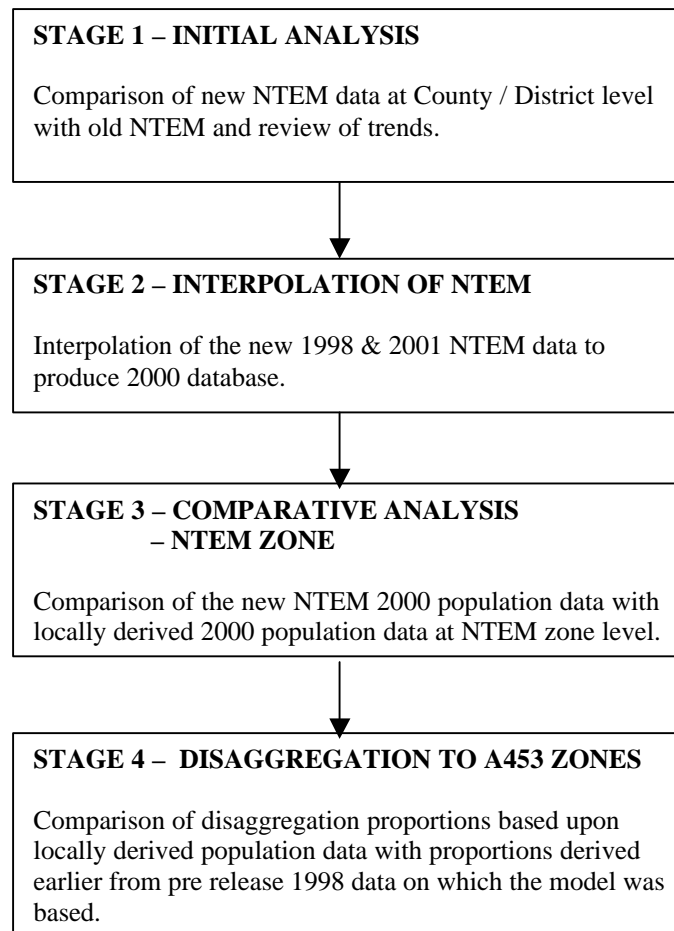 STAGE 1 – INITIAL ANALYSIS
Comparison of new NTEM data at County / District level
with old NTEM and review of trends.
STAGE 2 – INTERPOLATION OF NTEM
Interpolation of the new 1998 & 2001 NTEM data to
produce 2000 database.
STAGE 3 – COMPARATIVE ANALYSIS
– NTEM ZONE
Comparison of the new NTEM 2000 population data with
locally derived 2000 population data at NTEM zone level.
STAGE 4 – DISAGGREGATION TO A453 ZONES
Comparison of disaggregation proportions based upon
locally derived population data with proportions derived
earlier from pre release 1998 data on which the model was
based.